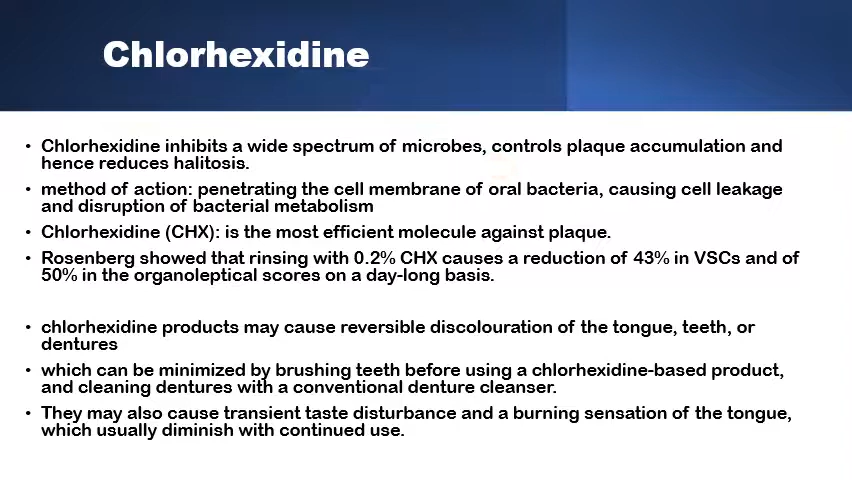 Chlorhexidine
• Chlorhexidine inhibits a wide spectrum of microbes, controls plaque accumulation and
hence reduces halitosis.
• method of action: penetrating the cell membrane of oral bacteria, causing cell leakage
and disruption of bacterial metabolism
• Chlorhexidine (CHX): is the most efficient molecule against plaque.
• Rosenberg showed that rinsing with 0.2% CHX causes a reduction of 43% in VSCs and of
50% in the organoleptical scores on a day-long basis.
• chlorhexidine products may cause reversible discolouration of the tongue, teeth, or
dentures
• which can be minimized by brushing teeth before using a chlorhexidine-based product,
and cleaning dentures with a conventional denture cleanser.
• They may also cause transient taste disturbance and a burning sensation of the tongue,
which usually diminish with continued use.